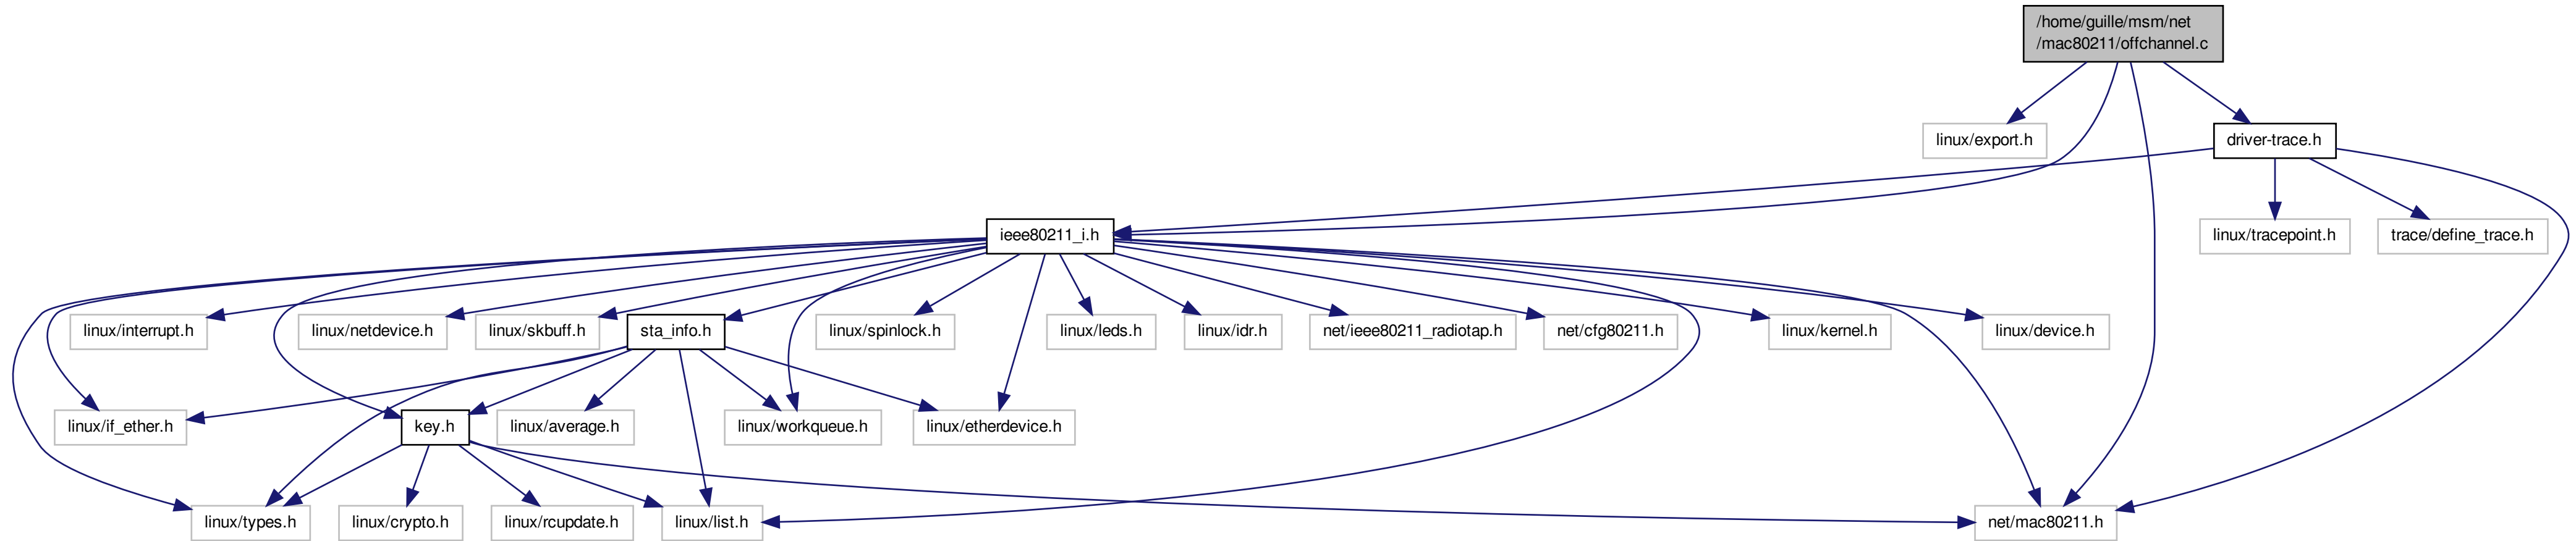 /home/guille/msm/net
/mac80211/offchannel.c
linux/export.h
driver-trace.h
ieee80211_i.h
linux/tracepoint.h
trace/define_trace.h
linux/interrupt.h
linux/netdevice.h
linux/skbuff.h
sta_info.h
linux/spinlock.h
linux/leds.h
linux/idr.h
net/ieee80211_radiotap.h
net/cfg80211.h
linux/kernel.h
linux/device.h
linux/if_ether.h
key.h
linux/average.h
linux/workqueue.h
linux/etherdevice.h
linux/types.h
linux/crypto.h
linux/rcupdate.h
linux/list.h
net/mac80211.h